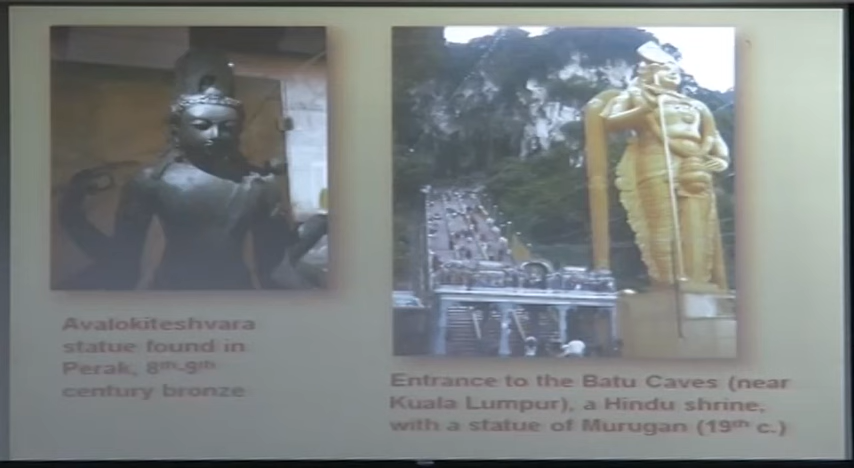 Avalokiteshvara
statue found in
Perak, 8th-9th
century bronze
Entrance to the Batu Caves (near
Kuala Lumpur), a Hindu shrine,
with a statue of Murugan (19th c.)